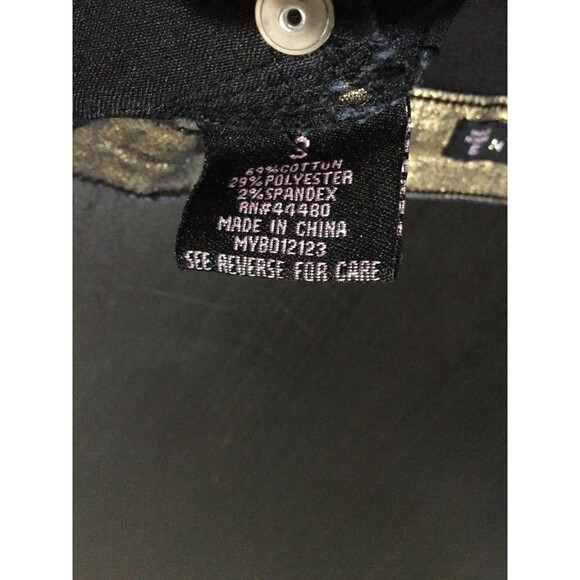 3
69%COTTON
29%POLYESTER
2%SPANDEX
RN#44480
MADE IN CHINA
MYB012123
SEE REVERSE FOR CARE